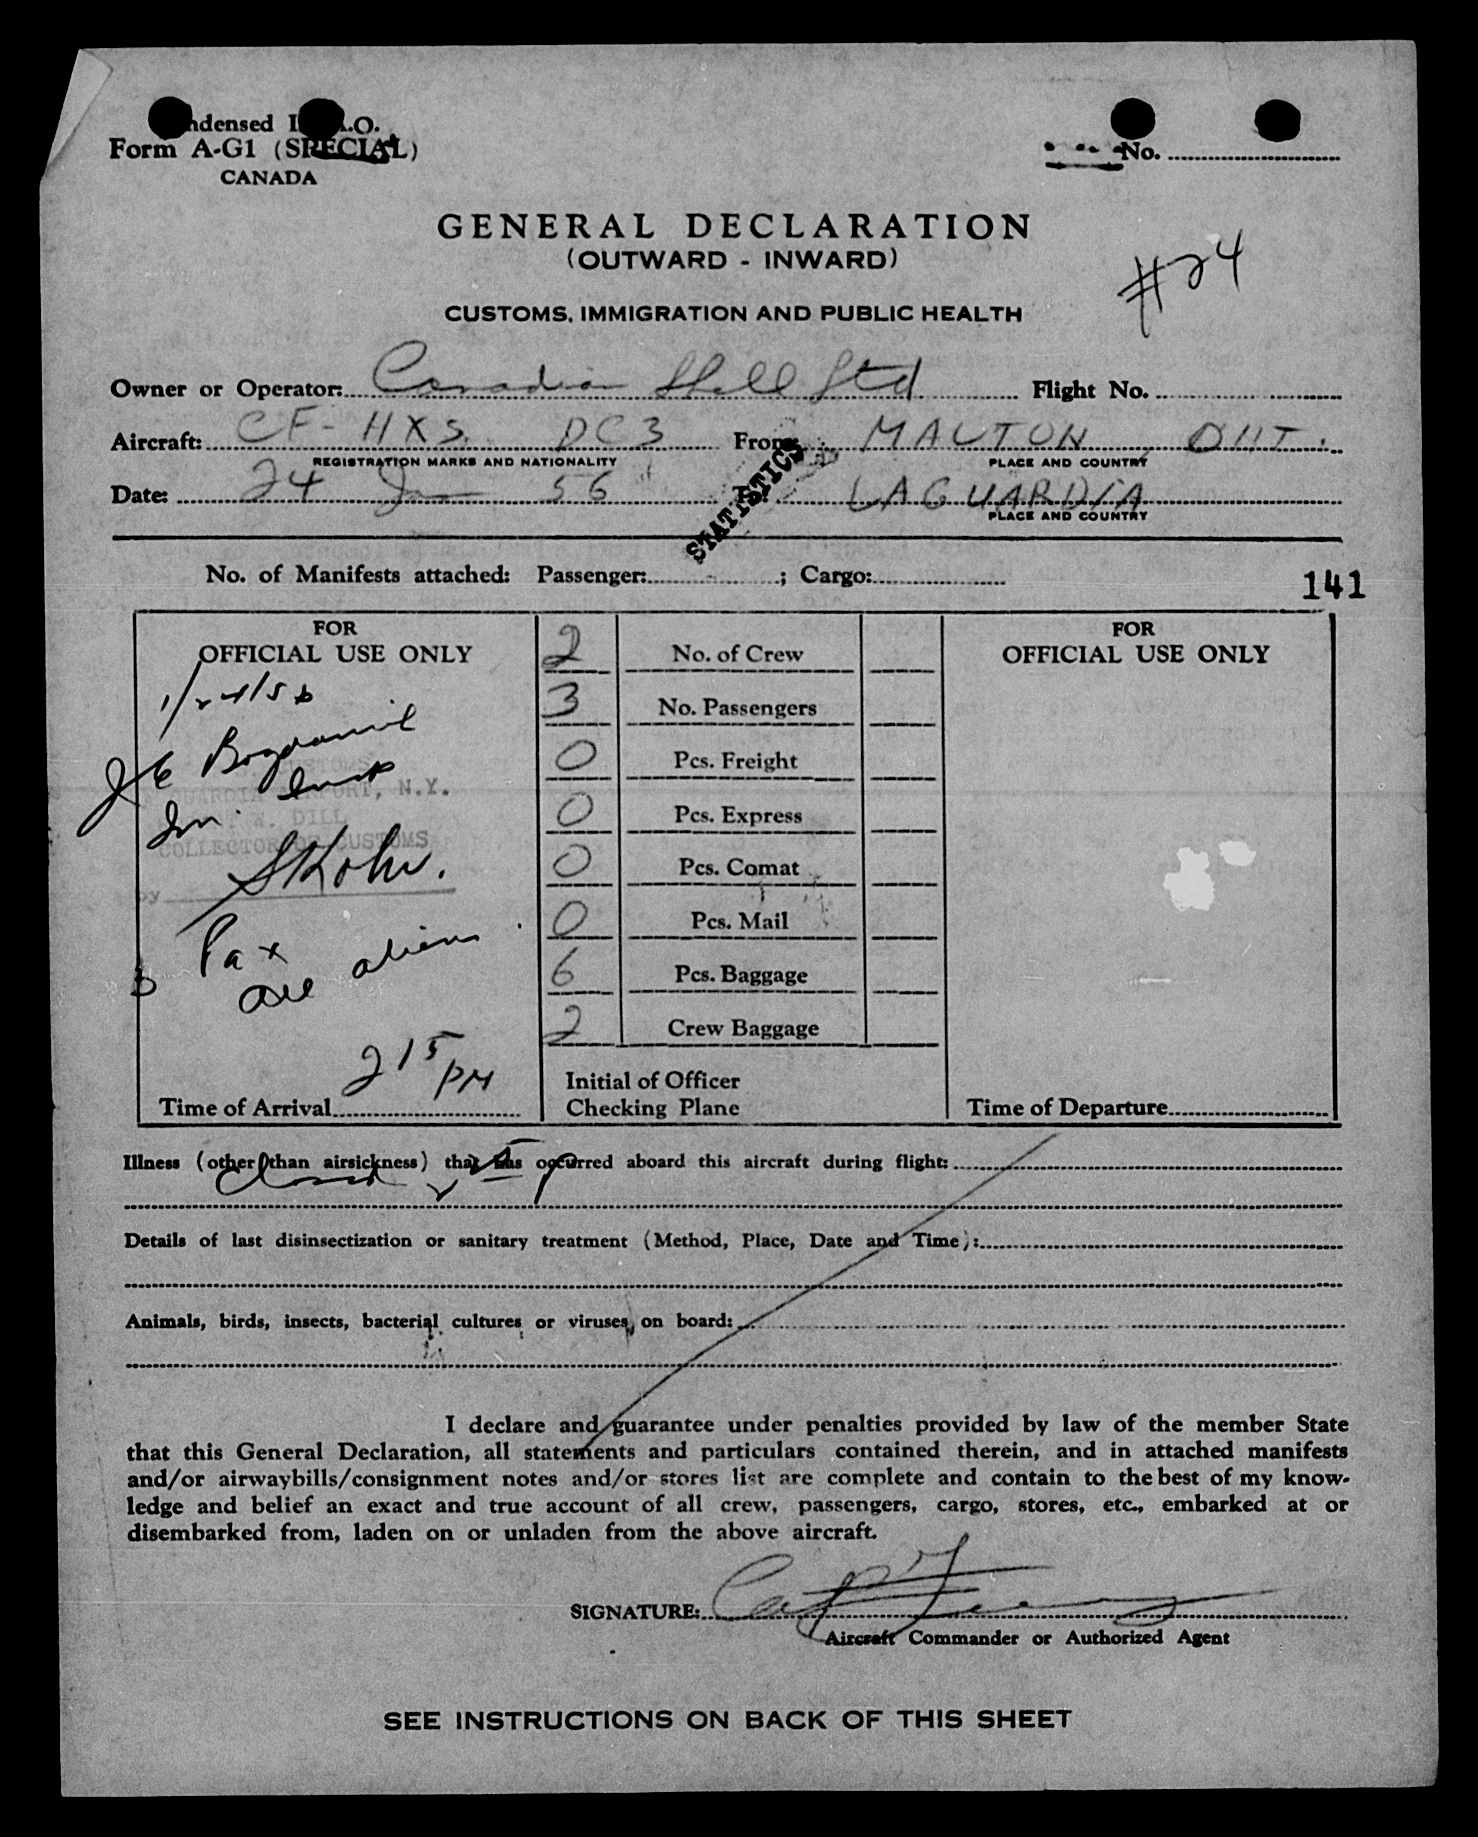 Condensed I.C.A.O.
Form A-G1 (SPECIAL)
CANADA
No.
GENERAL DECLARATION
(OUTWARD - INWARD)
#24
CUSTOMS, IMMIGRATION AND PUBLIC HEALTH
Owner or Operator: Canadian Shell Ltd Flight No.
Aircraft: CF-HXS DC3 From: MALTON ONT.
REGISTRATION MARKS AND NATIONALITY PLACE AND COUNTRY
Date: 24 Jan 56 LAGUARDIA
PLACE AND COUNTRY
STATISTICS
No. of Manifests attached: Passenger: ; Cargo:
141
FOR
OFFICIAL USE ONLY
1/24/56
, N.Y.
DILL
COLLECTOR OF CUSTOMS
by
3 Pax
are aliens
215 PM
Time of Arrival
2 No. of Crew
3 No. Passengers
0 Pcs. Freight
0 Pcs. Express
0 Pcs. Comat
0 Pcs. Mail
6 Pcs. Baggage
2 Crew Baggage
Initial of Officer
Checking Plane
FOR
OFFICIAL USE ONLY
Time of Departure
Illness (other than airsickness) that has occurred aboard this aircraft during flight:
Details of last disinsectization or sanitary treatment (Method, Place, Date and Time):
Animals, birds, insects, bacterial cultures or viruses, on board:
I declare and guarantee under penalties provided by law of the member State
that this General Declaration, all statements and particulars contained therein, and in attached manifests
and/or airwaybills/consignment notes and/or stores list are complete and contain to the best of my know-
ledge and belief an exact and true account of all crew, passengers, cargo, stores, etc., embarked at or
disembarked from, laden on or unladen from the above aircraft.
SIGNATURE:
Aircraft Commander or Authorized Agent
SEE INSTRUCTIONS ON BACK OF THIS SHEET